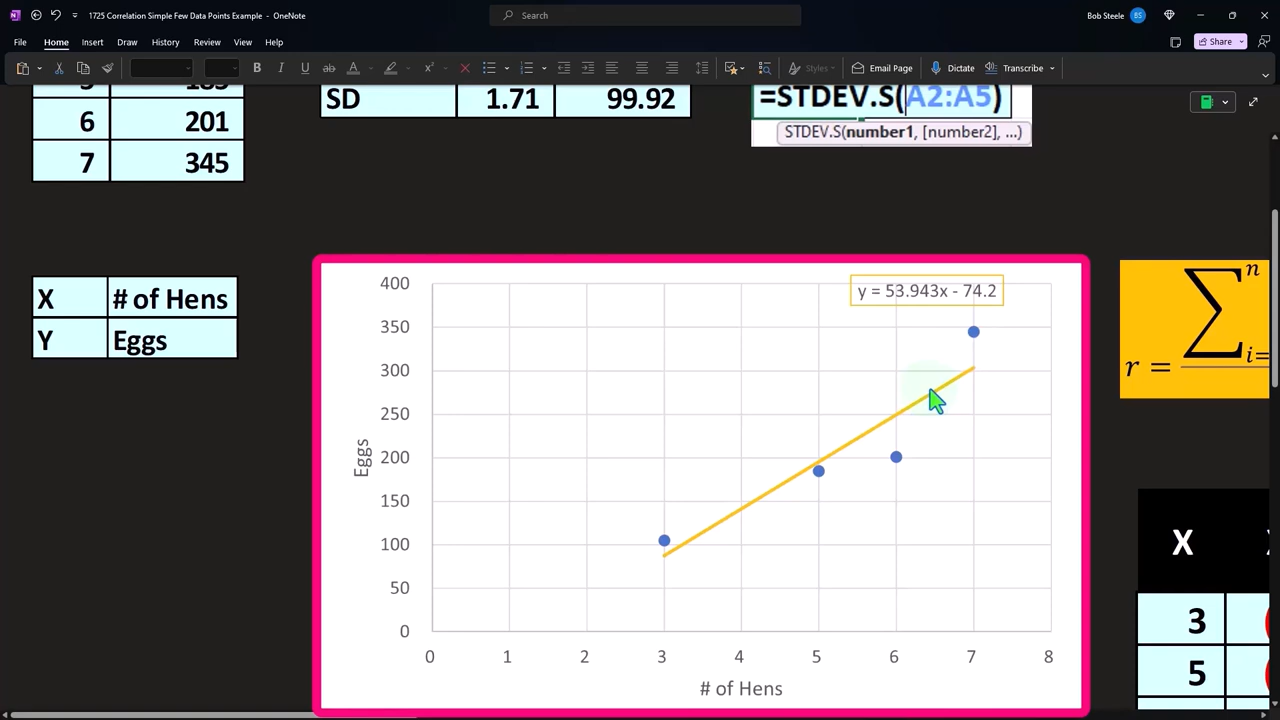 1725 Correlation Simple Few Data Points Example - OneNote
Search
Bob Steele
BS
File Home Insert Draw History Review View Help
Share
B I U ab A x
Styles
Email Page
Dictate
Transcribe
SD 1.71 99.92
=STDEV.S(A2:A5)
STDEV.S(number1, [number2], ...)
6 201
7 345
X # of Hens
Y Eggs
y = 53.943x - 74.2
400
350
300
250
200
150
100
50
0
Eggs
0 1 2 3 4 5 6 7 8
# of Hens
n
r = ∑
i=
X
3
5